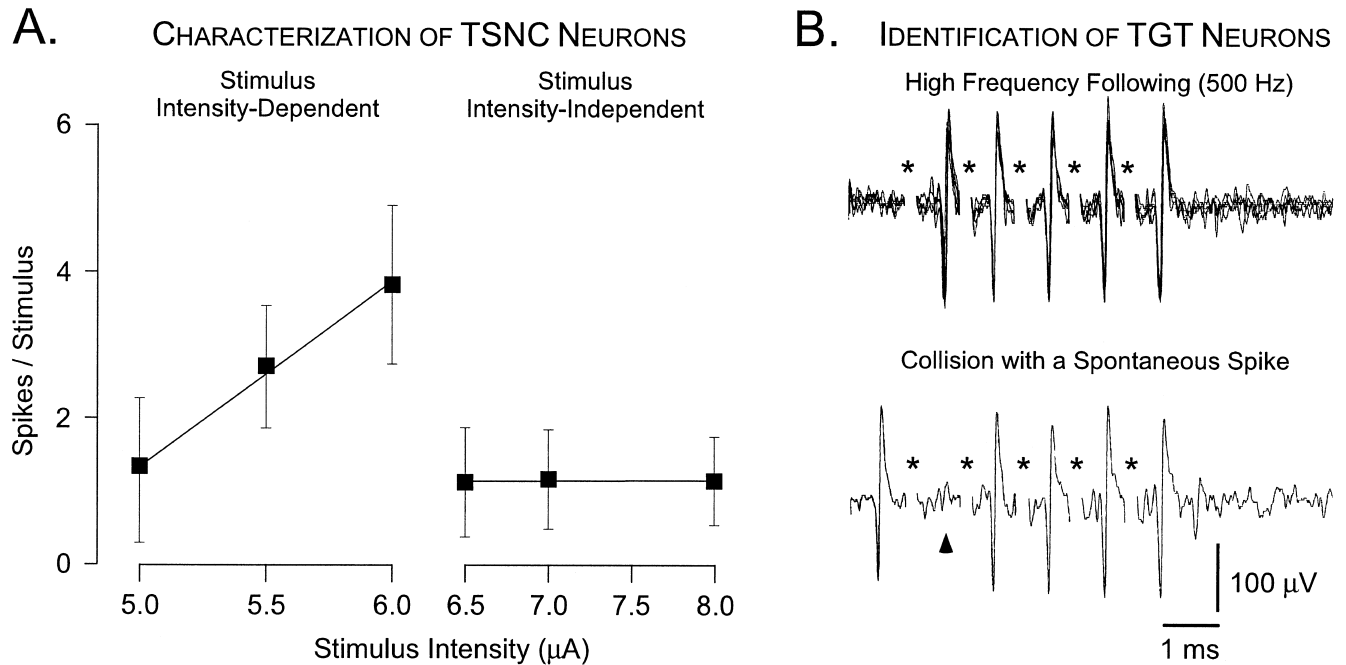 A. CHARACTERIZATION OF TSNC NEURONS
Stimulus
Intensity-Dependent
Stimulus
Intensity-Independent
6
4
2
0
Spikes / Stimulus
5.0 5.5 6.0 6.5 7.0 7.5 8.0
Stimulus Intensity (μA)
B. IDENTIFICATION OF TGT NEURONS
High Frequency Following (500 Hz)
* * * * *
Collision with a Spontaneous Spike
* * * * *
100 μV
1 ms